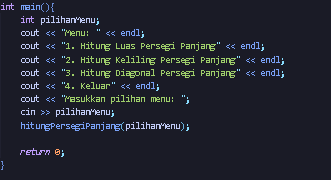 int main(){
int pilihanMenu;
cout << "Menu: " << endl;
cout << "1. Hitung Luas Persegi Panjang" << endl;
cout << "2. Hitung Keliling Persegi Panjang" << endl;
cout << "3. Hitung Diagonal Persegi Panjang" << endl;
cout << "4. Keluar" << endl;
cout << "Masukkan pilihan menu: ";
cin >> pilihanMenu;
hitungPersegiPanjang(pilihanMenu);
return 0;
}